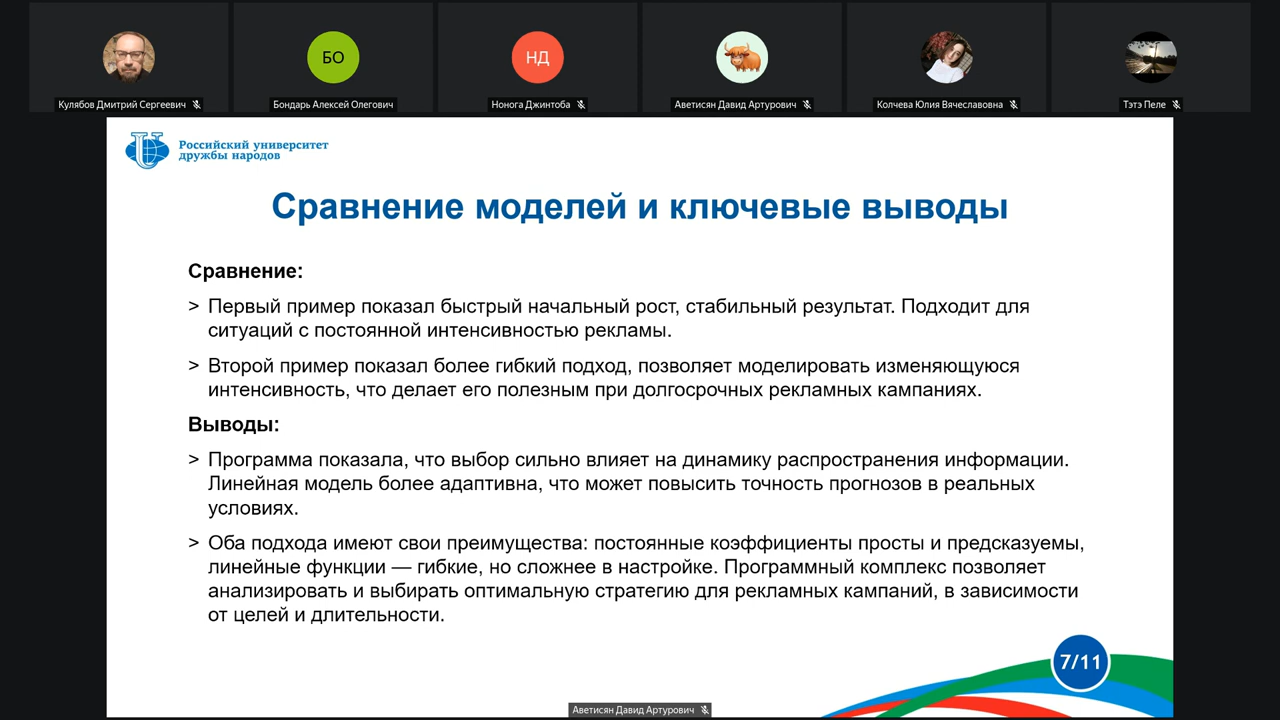 БО
НД
Кулябов Дмитрий Сергеевич
Бондарь Алексей Олегович
Нонога Джинтоба
Аветисян Давид Артурович
Колчева Юлия Вячеславовна
Тэтэ Пеле
Российский университет
дружбы народов
Сравнение моделей и ключевые выводы
Сравнение:
> Первый пример показал быстрый начальный рост, стабильный результат. Подходит для
ситуаций с постоянной интенсивностью рекламы.
> Второй пример показал более гибкий подход, позволяет моделировать изменяющуюся
интенсивность, что делает его полезным при долгосрочных рекламных кампаниях.
Выводы:
> Программа показала, что выбор сильно влияет на динамику распространения информации.
Линейная модель более адаптивна, что может повысить точность прогнозов в реальных
условиях.
> Оба подхода имеют свои преимущества: постоянные коэффициенты просты и предсказуемы,
линейные функции — гибкие, но сложнее в настройке. Программный комплекс позволяет
анализировать и выбирать оптимальную стратегию для рекламных кампаний, в зависимости
от целей и длительности.
7/11
Аветисян Давид Артурович